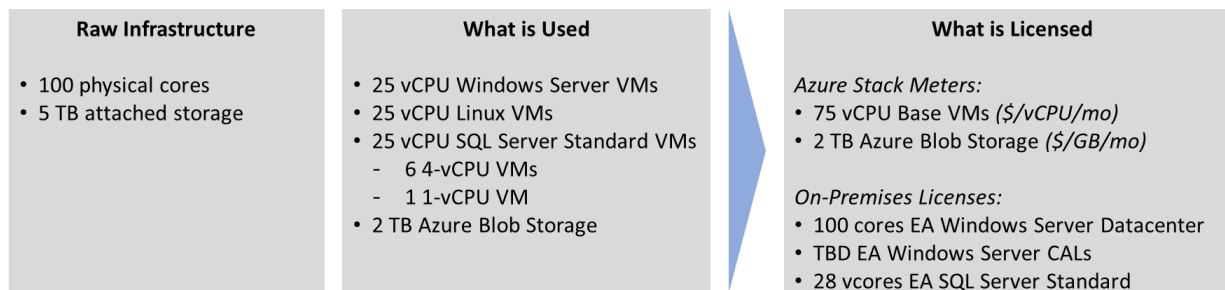 Raw Infrastructure
• 100 physical cores
• 5 TB attached storage
What is Used
• 25 vCPU Windows Server VMs
• 25 vCPU Linux VMs
• 25 vCPU SQL Server Standard VMs
- 6 4-vCPU VMs
- 1 1-vCPU VM
• 2 TB Azure Blob Storage
What is Licensed
Azure Stack Meters:
• 75 vCPU Base VMs ($/vCPU/mo)
• 2 TB Azure Blob Storage ($/GB/mo)
On-Premises Licenses:
• 100 cores EA Windows Server Datacenter
• TBD EA Windows Server CALs
• 28 vcores EA SQL Server Standard